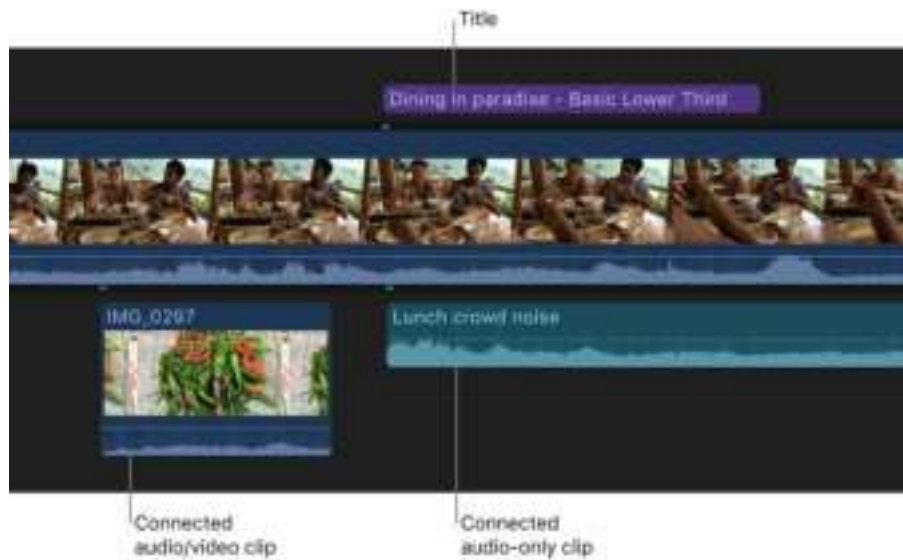 Title
Dining in paradise - Basic Lower Third
IMG_0297
Lunch crowd noise
Connected
audio/video clip
Connected
audio-only clip